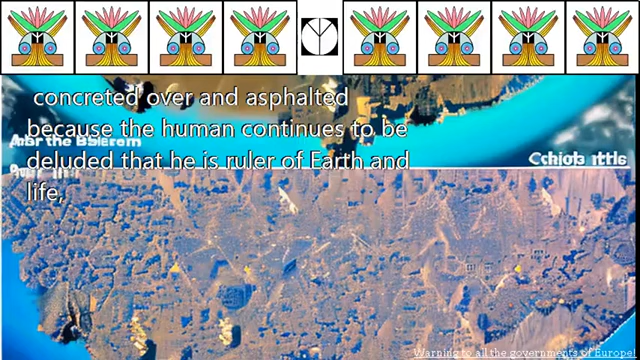 concreted over and asphalted
because the human continues to be
deluded that he is ruler of Earth and
life,
Warning to all the governments of Europe!